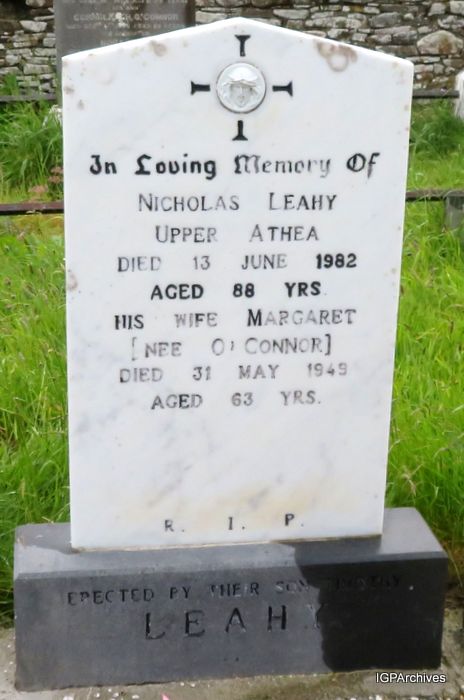 In Loving Memory Of
NICHOLAS LEAHY
UPPER ATHEA
DIED 13 JUNE 1982
AGED 88 YRS.
HIS WIFE MARGARET
[NEE O'CONNOR]
DIED 31 MAY 1949
AGED 63 YRS.
R. I. P.
ERECTED BY THEIR SON
LEAHY
IGPArchives